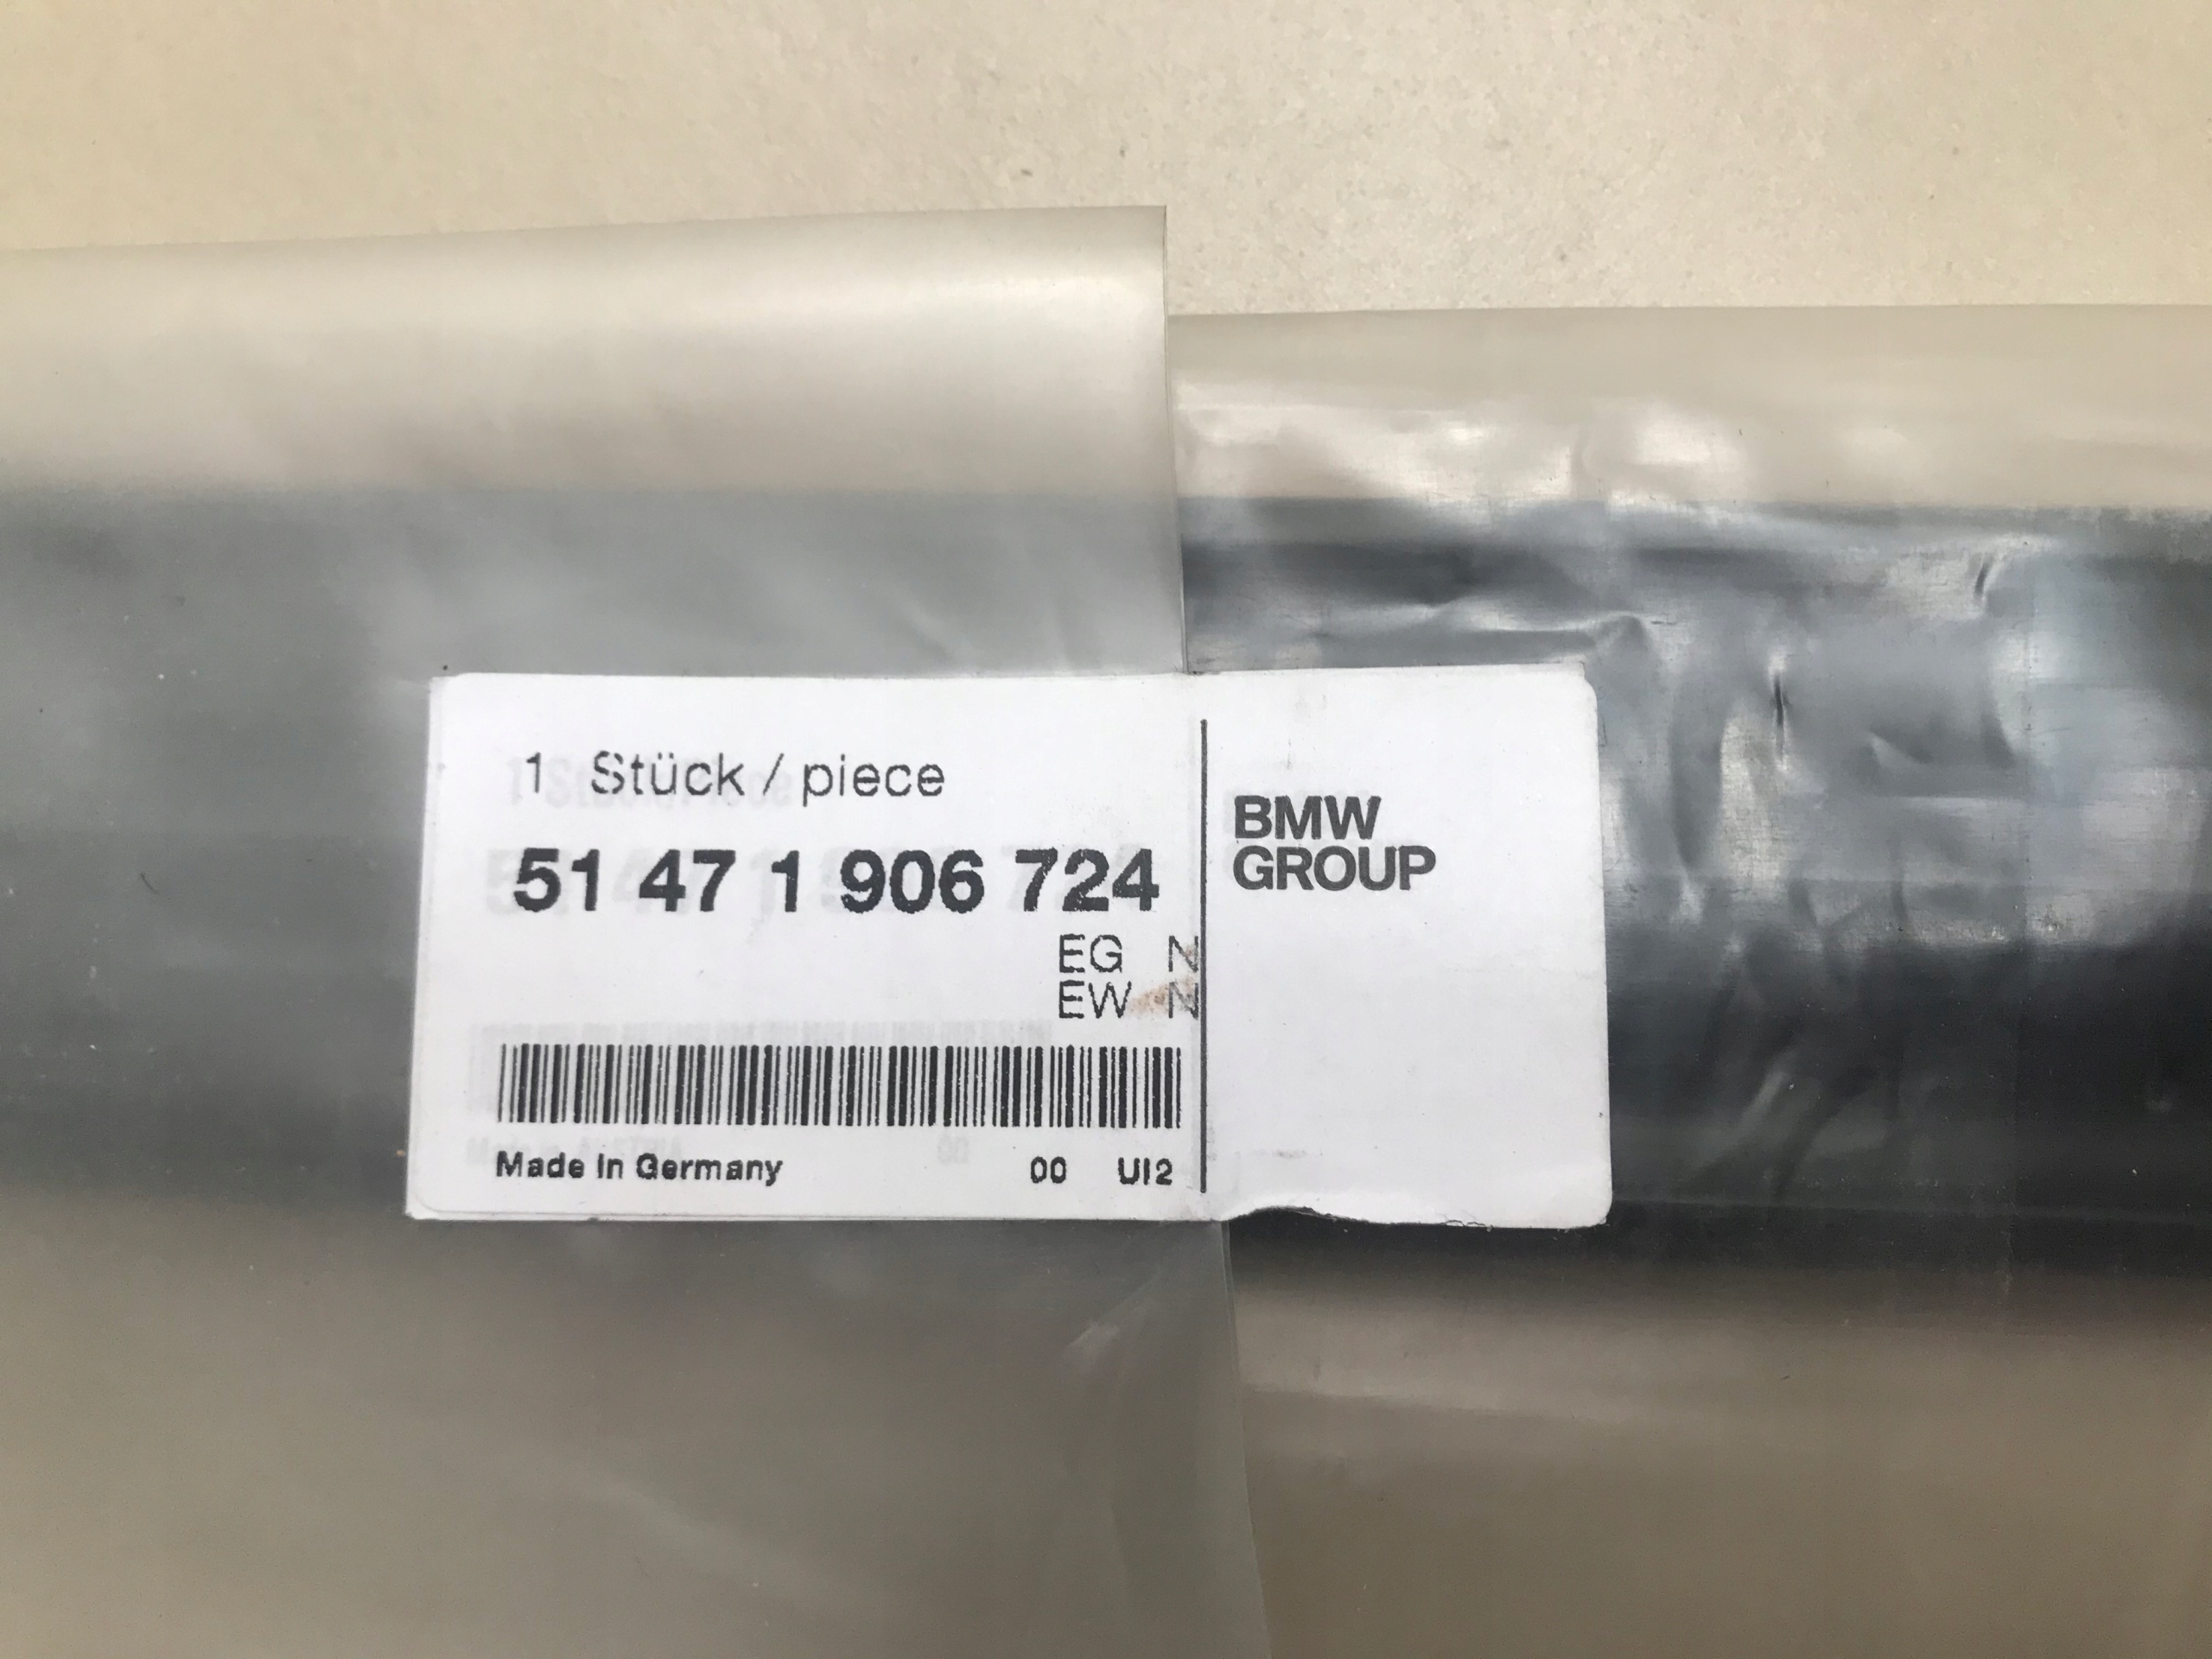 1 Stück / piece
51 47 1 906 724
EG N
EW N
Made in Germany 00 UI2
BMW
GROUP